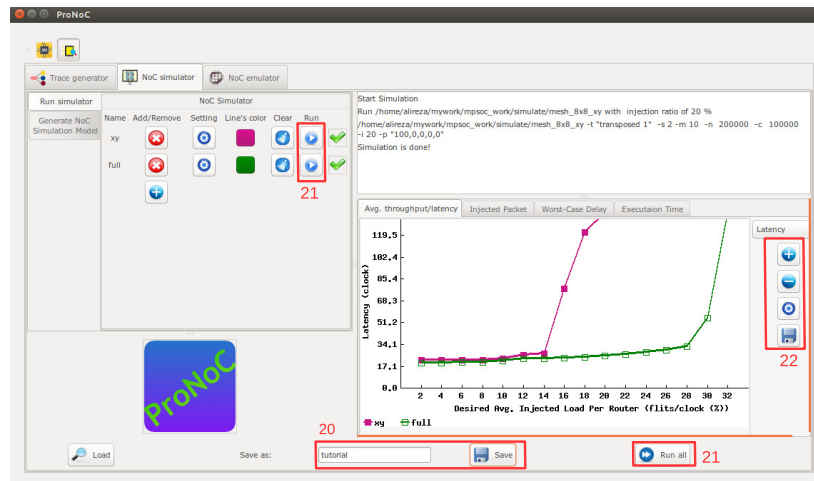 ProNoC
Trace generator
NoC simulator
NoC emulator
Run simulator
Generate NoC
Simulation Model
NoC Simulator
Name Add/Remove Setting Line's color Clear Run
xy
full
21
Start Simulation
Run /home/alireza/mywork/mpsoc_work/simulate/mesh_8x8_xy with injection ratio of 20 %
/home/alireza/mywork/mpsoc_work/simulate/mesh_8x8_xy -t "transposed 1" -s 2 -m 10 -n 200000 -c 100000
-i 20 -p "100,0,0,0,0"
Simulation is done!
Avg. throughput/latency
Injected Packet
Worst-Case Delay
Executaion Time
Latency
Latency (clock)
119,5
102,4
85,4
68,3
51,2
34,1
17,1
0,0
2 4 6 8 10 12 14 16 18 20 22 24 26 28 30 32
Desired Avg. Injected Load Per Router (flits/clock (%))
xy full
22
ProNoC
20
Load
Save as:
tutorial
Save
Run all
21